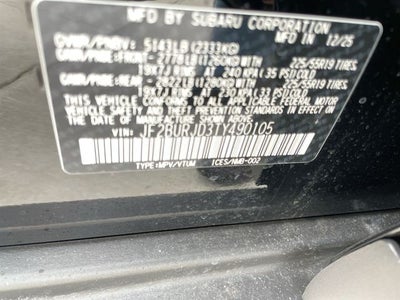 MFD BY SUBARU CORPORATION IN 12/25
GVWR/PNBV: 5143LB (2333KG)
GAWR/PNBE:FRONT- 2778LB(1260KG)WITH 225/55R19 TIRES
19X7J RIMS AT 240 KPA(35 PSI)COLD
GAWR/PNBE:REAR - 2822LB(1280KG)WITH 225/55R19 TIRES
19X7J RIMS AT 240 KPA(35 PSI)COLD
THIS VEHICLE CONFORMS TO ALL APPLICABLE
FEDERAL MOTOR VEHICLE SAFETY, BUMPER,
AND THEFT PREVENTION STANDARDS IN EFFECT ON
THE DATE OF MANUFACTURE SHOWN ABOVE.
VIN: JF2BURJD3TY490105
TYPE:MPV/VTUM ICES/NMB-002